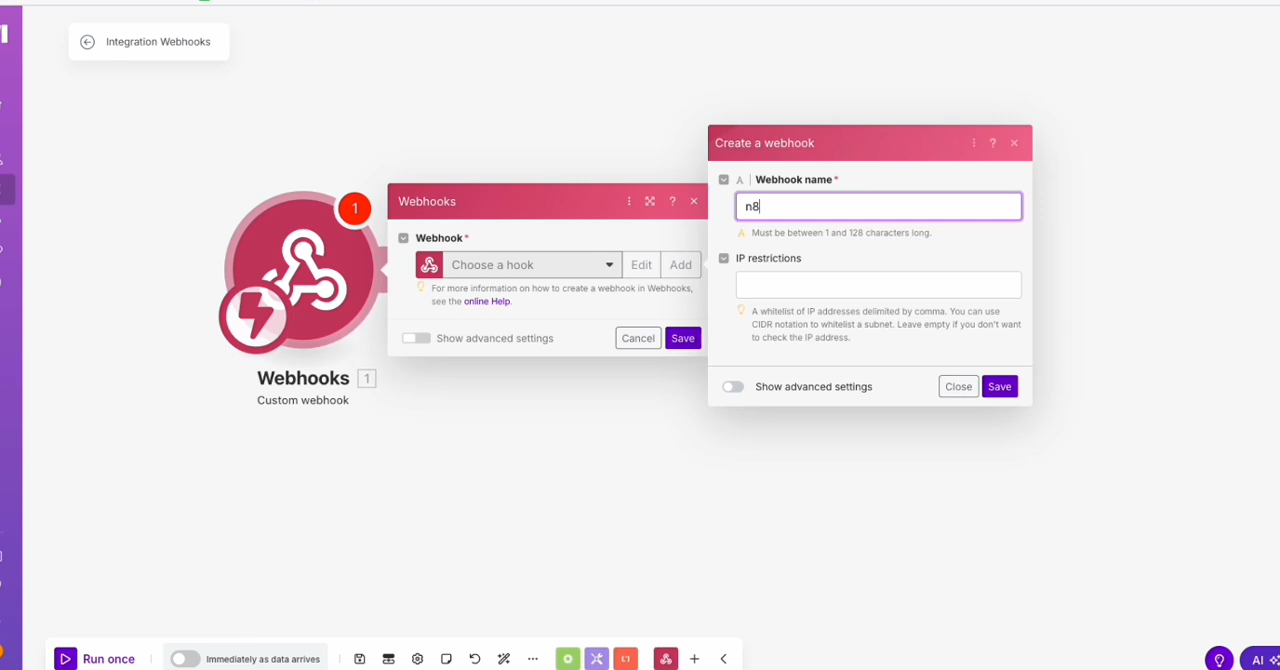 Integration Webhooks
Create a webhook
Webhook name*
n8
Must be between 1 and 128 characters long.
IP restrictions
A whitelist of IP addresses delimited by comma. You can use
CIDR notation to whitelist a subnet. Leave empty if you don't want
to check the IP address.
Show advanced settings
Close
Save
Webhooks
Webhook*
Choose a hook
Edit
Add
For more information on how to create a webhook in Webhooks,
see the online Help.
Show advanced settings
Cancel
Save
1
Webhooks 1
Custom webhook
Run once
Immediately as data arrives
AI